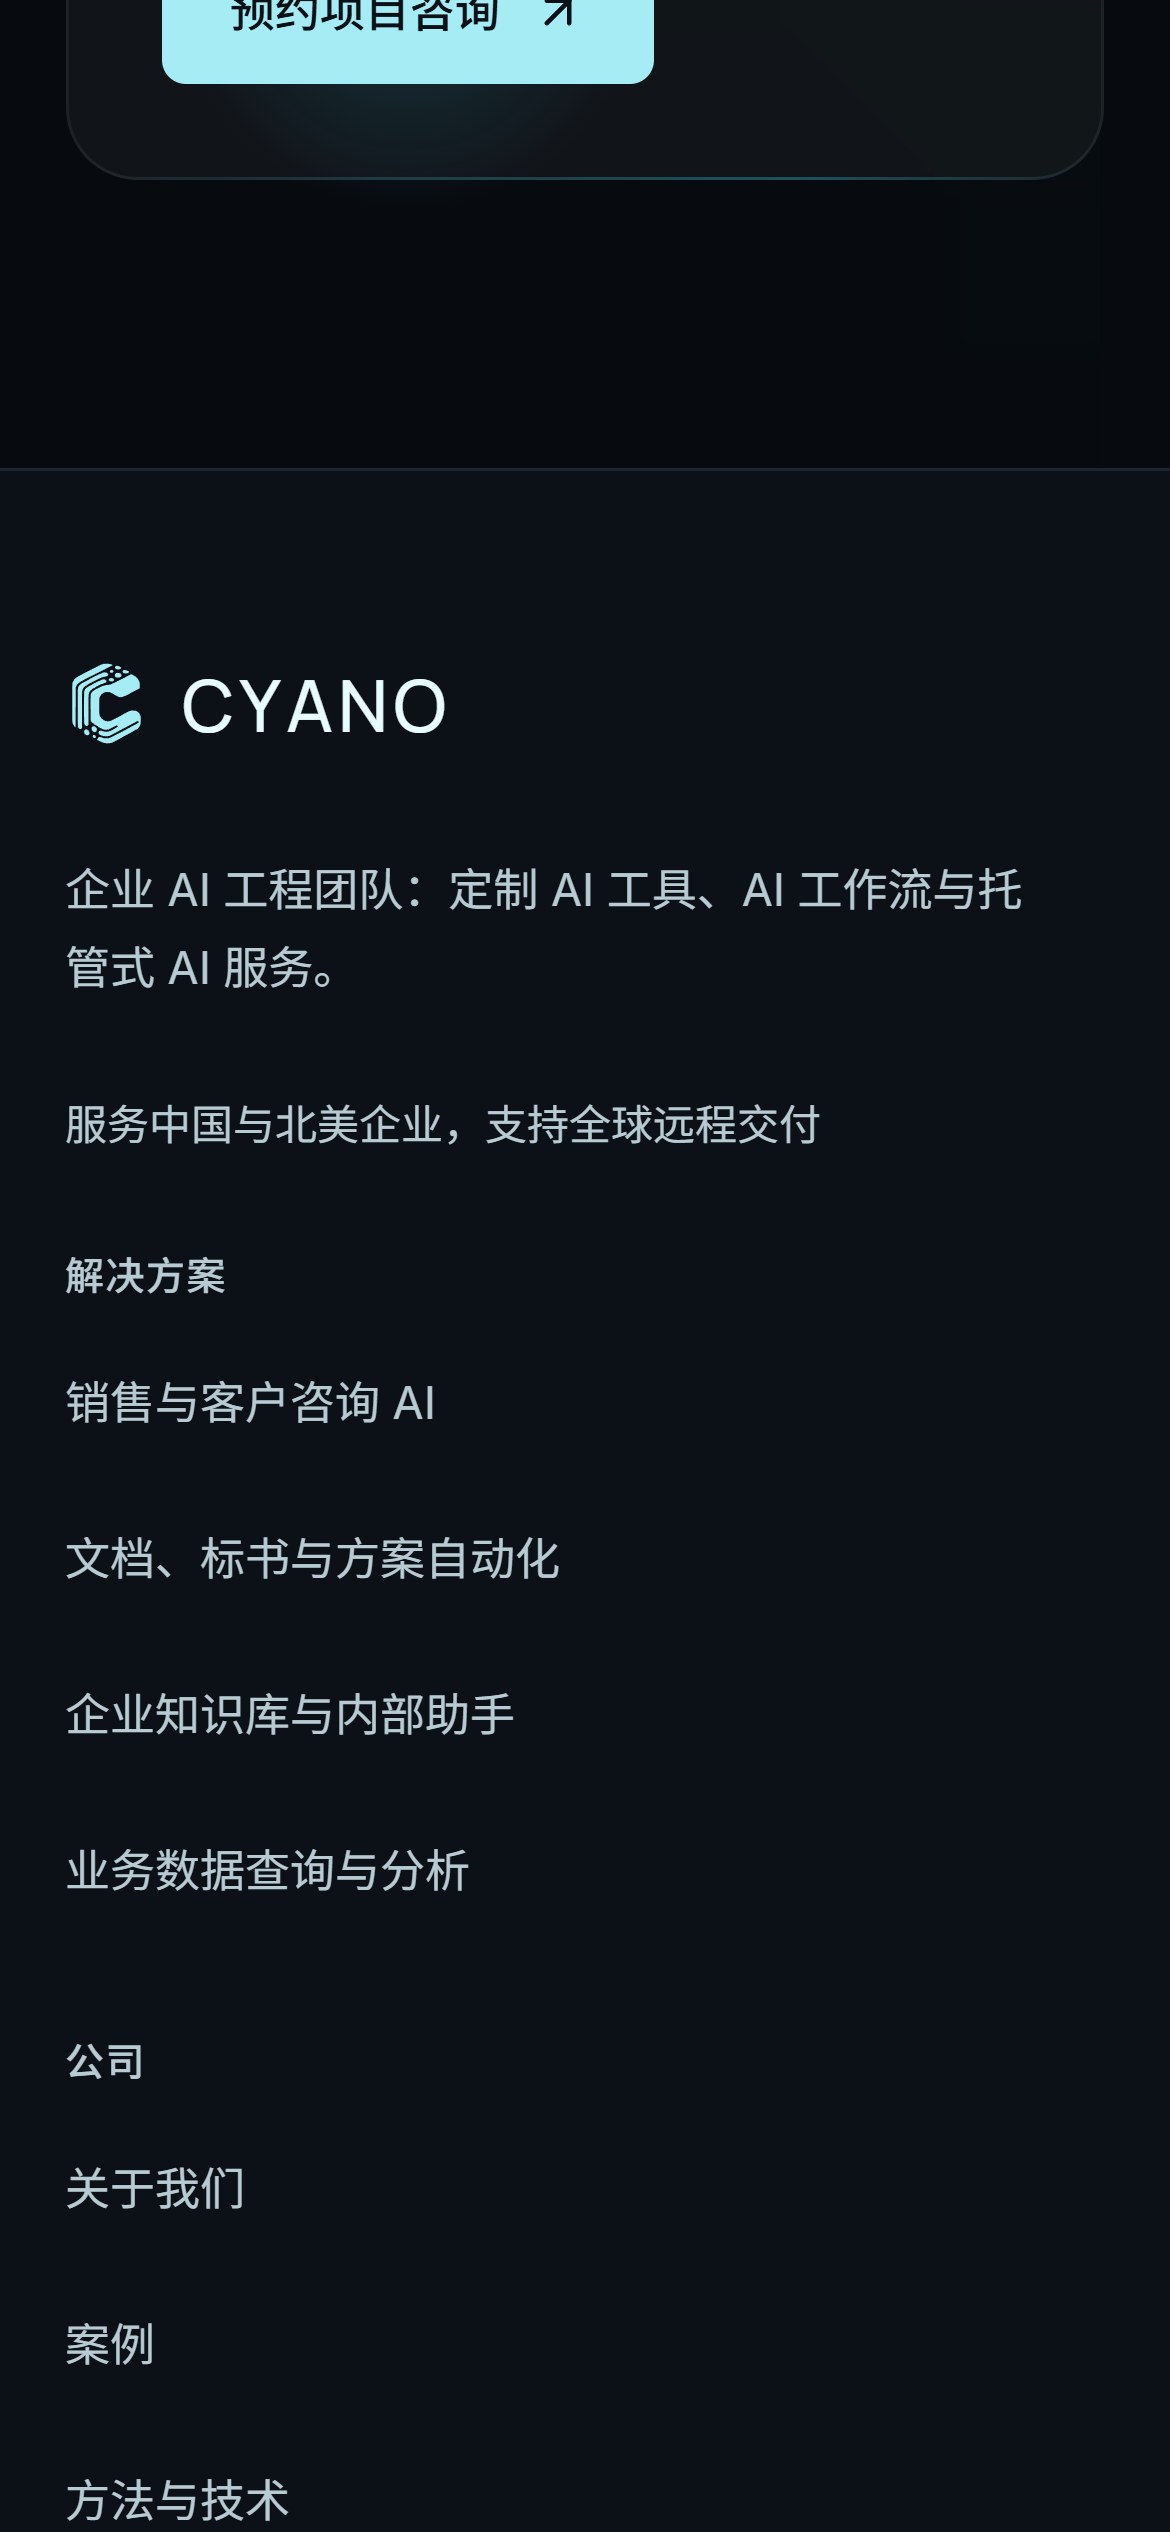 预约项目咨询
CYANO
企业 AI 工程团队：定制 AI 工具、AI 工作流与托
管式 AI 服务。
服务中国与北美企业，支持全球远程交付
解决方案
销售与客户咨询 AI
文档、标书与方案自动化
企业知识库与内部助手
业务数据查询与分析
公司
关于我们
案例
方法与技术